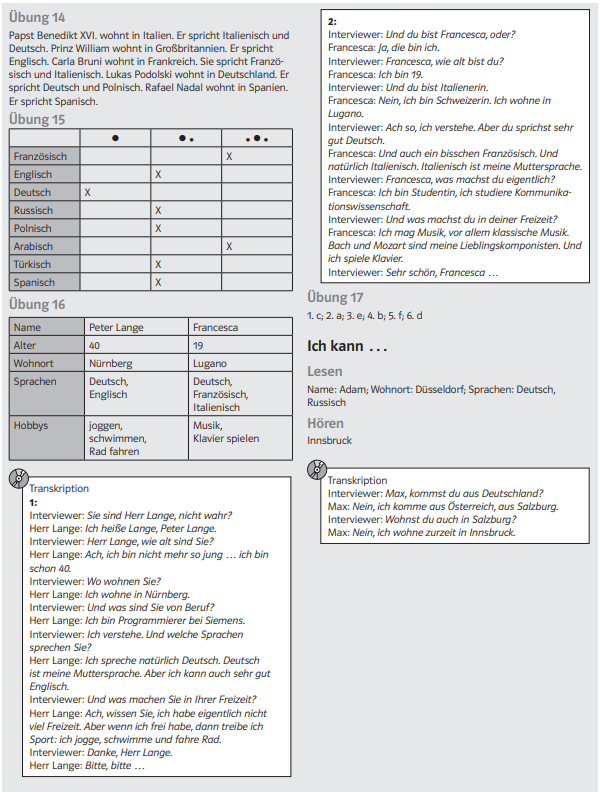 Übung 14
Papst Benedikt XVI. wohnt in Italien. Er spricht Italienisch und
Deutsch. Prinz William wohnt in Großbritannien. Er spricht
Englisch. Carla Bruni wohnt in Frankreich. Sie spricht Franzö-
sisch und Italienisch. Lukas Podolski wohnt in Deutschland. Er
spricht Deutsch und Polnisch. Rafael Nadal wohnt in Spanien.
Er spricht Spanisch.
Übung 15
● ●• •●•
Französisch X
Englisch X
Deutsch X
Russisch X
Polnisch X
Arabisch X
Türkisch X
Spanisch X
Übung 16
Name Peter Lange Francesca
Alter 40 19
Wohnort Nürnberg Lugano
Sprachen Deutsch, Deutsch,
Englisch Französisch,
Italienisch
Hobbys joggen, Musik,
schwimmen, Klavier spielen
Rad fahren
Transkription
1:
Interviewer: Sie sind Herr Lange, nicht wahr?
Herr Lange: Ich heiße Lange, Peter Lange.
Interviewer: Herr Lange, wie alt sind Sie?
Herr Lange: Ach, ich bin nicht mehr so jung … ich bin
schon 40.
Interviewer: Wo wohnen Sie?
Herr Lange: Ich wohne in Nürnberg.
Interviewer: Und was sind Sie von Beruf?
Herr Lange: Ich bin Programmierer bei Siemens.
Interviewer: Ich verstehe. Und welche Sprachen
sprechen Sie?
Herr Lange: Ich spreche natürlich Deutsch. Deutsch
ist meine Muttersprache. Aber ich kann auch sehr gut
Englisch.
Interviewer: Und was machen Sie in Ihrer Freizeit?
Herr Lange: Ach, wissen Sie, ich habe eigentlich nicht
viel Freizeit. Aber wenn ich frei habe, dann treibe ich
Sport: ich jogge, schwimme und fahre Rad.
Interviewer: Danke, Herr Lange.
Herr Lange: Bitte, bitte …
2:
Interviewer: Und du bist Francesca, oder?
Francesca: Ja, die bin ich.
Interviewer: Francesca, wie alt bist du?
Francesca: Ich bin 19.
Interviewer: Und du bist Italienerin.
Francesca: Nein, ich bin Schweizerin. Ich wohne in
Lugano.
Interviewer: Ach so, ich verstehe. Aber du sprichst sehr
gut Deutsch.
Francesca: Und auch ein bisschen Französisch. Und
natürlich Italienisch. Italienisch ist meine Muttersprache.
Interviewer: Francesca, was machst du eigentlich?
Francesca: Ich bin Studentin, ich studiere Kommunika-
tionswissenschaft.
Interviewer: Und was machst du in deiner Freizeit?
Francesca: Ich mag Musik, vor allem klassische Musik.
Bach und Mozart sind meine Lieblingskomponisten. Und
ich spiele Klavier.
Interviewer: Sehr schön, Francesca …
Übung 17
1. c; 2. a; 3. e; 4. b; 5. f; 6. d
Ich kann …
Lesen
Name: Adam; Wohnort: Düsseldorf; Sprachen: Deutsch,
Russisch
Hören
Innsbruck
Transkription
Interviewer: Max, kommst du aus Deutschland?
Max: Nein, ich komme aus Österreich, aus Salzburg.
Interviewer: Wohnst du auch in Salzburg?
Max: Nein, ich wohne zurzeit in Innsbruck.